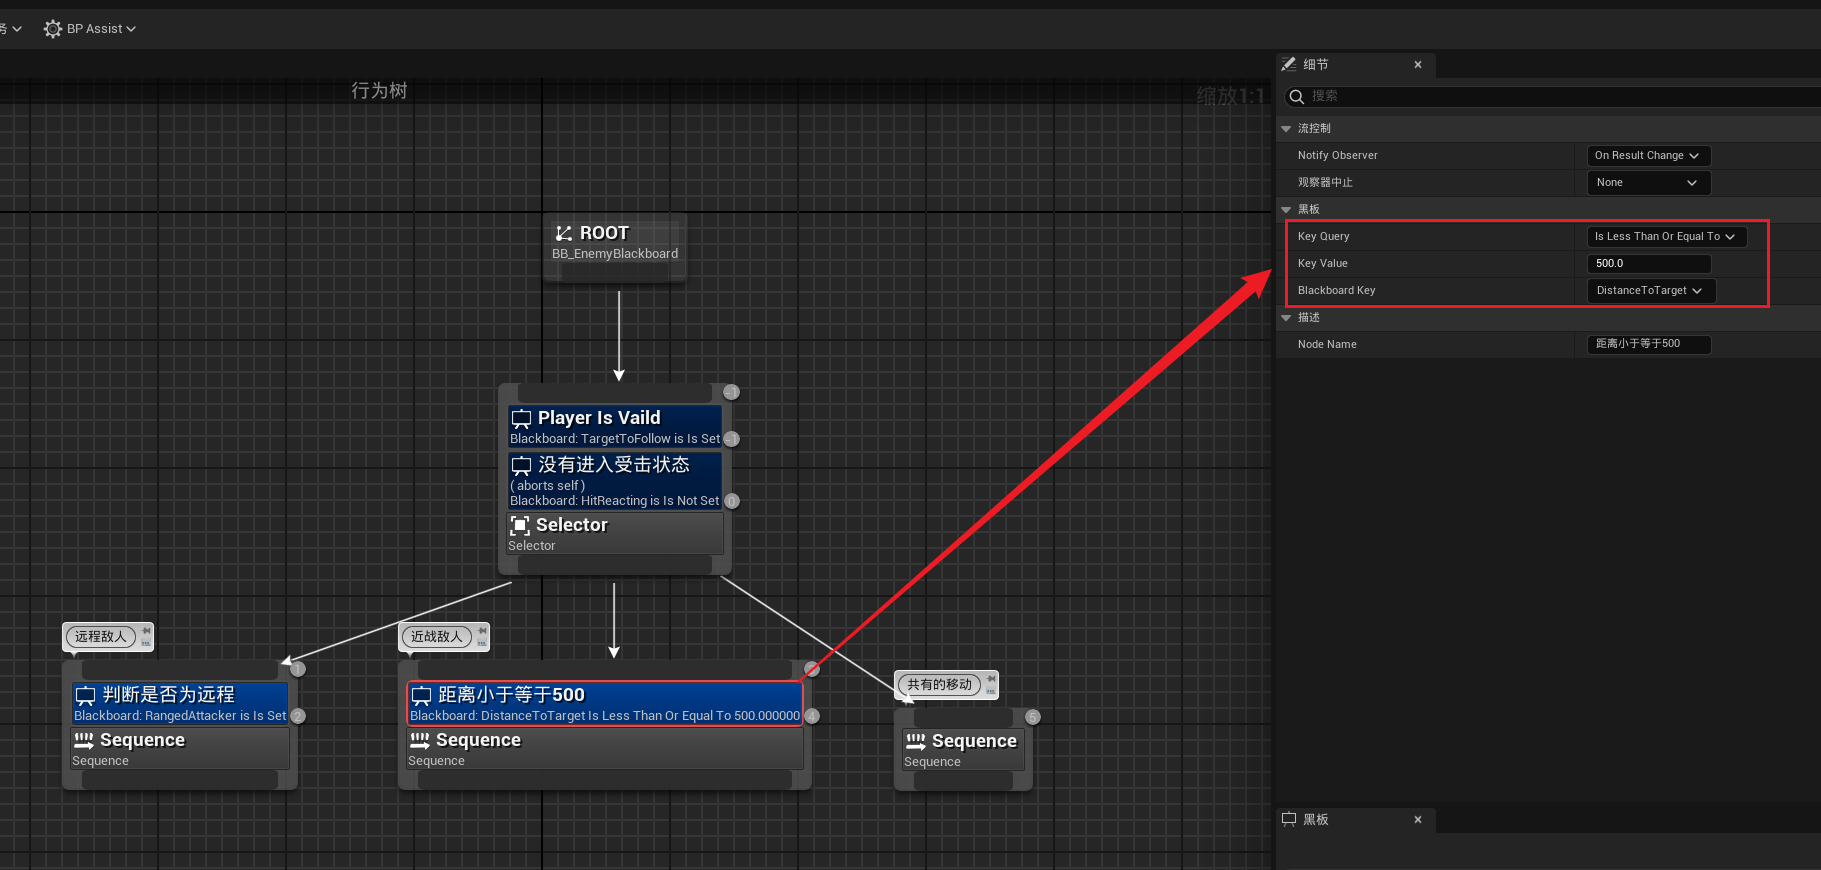 务
BP Assist
行为树
缩放1:1
ROOT
BB_EnemyBlackboard
-1
Player Is Vaild
Blackboard: TargetToFollow is Is Set
-1
没有进入受击状态
( aborts self )
Blackboard: HitReacting is Is Not Set
0
Selector
Selector
远程敌人
1
判断是否为远程
Blackboard: RangedAttacker is Is Set
2
Sequence
Sequence
近战敌人
距离小于等于500
Blackboard: DistanceToTarget Is Less Than Or Equal To 500.000000
4
Sequence
Sequence
共有的移动
5
Sequence
Sequence
细节
搜索
流控制
Notify Observer
On Result Change
观察器中止
None
黑板
Key Query
Is Less Than Or Equal To
Key Value
500.0
Blackboard Key
DistanceToTarget
描述
Node Name
距离小于等于500
黑板